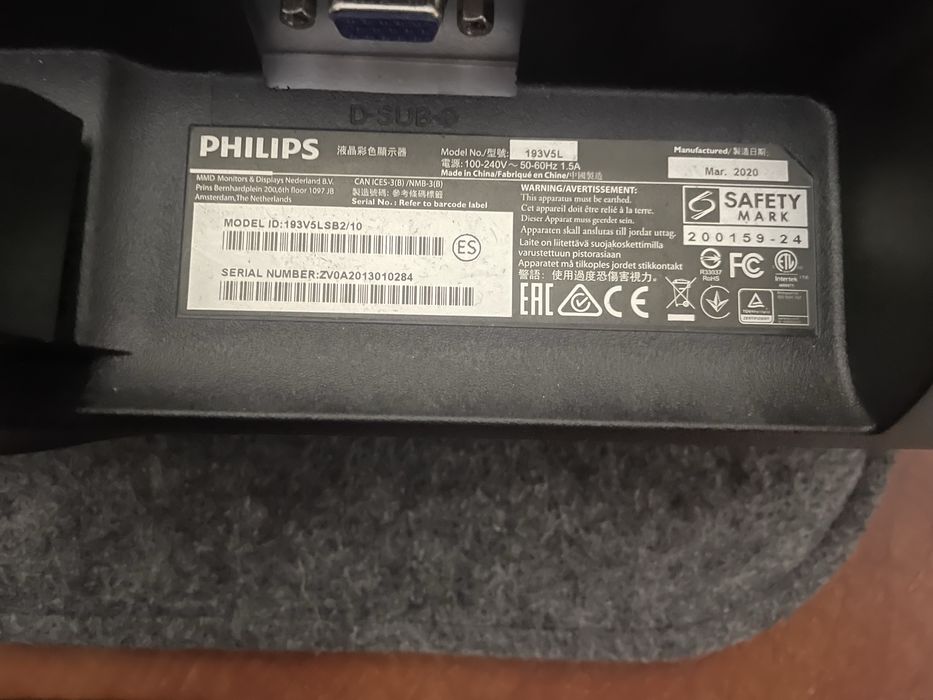 D-SUB
PHILIPS
液晶彩色顯示器
Model No./型號: 193V5L
電源:100-240V～ 50-60Hz 1.5A
Made in China/Fabriqué en Chine/中國製造
Manufactured/製造日期:
Mar. 2020
MMD Monitors & Displays Nederland B.V.
Prins Bernhardplein 200,6th floor 1097 JB
Amsterdam,The Netherlands
CAN ICES-3(B) /NMB-3(B)
製造號碼: 參考條碼標籤
Serial No.: Refer to barcode label
MODEL ID:193V5LSB2/10
ES
SERIAL NUMBER:ZV0A2013010284
WARNING/AVERTISSEMENT:
This apparatus must be earthed.
Cet appareil doit être relié à la terre.
Dieser Apparat muss geerdet sein.
Apparaten skall anslutas till jordat uttag.
Laite on liitettävä suojakoskettimilla
varustettuun pistorasiaan
Apparatet må tilkoples jordet stikkontakt
警語: 使用過度恐傷害視力。
SAFETY
MARK
200159-24
R33037
RoHS
FC
ETL
Intertek
EAC
CE